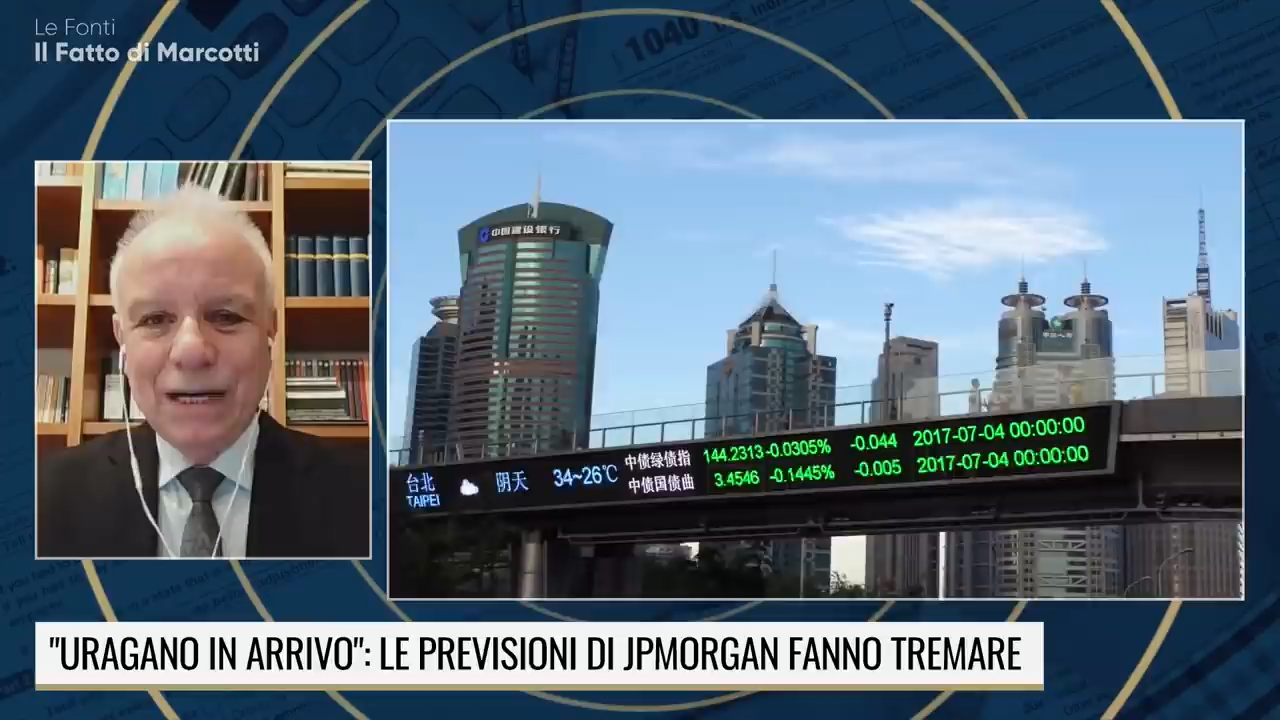 Le Fonti
Il Fatto di Marcotti
1040
中国建设银行
台北
TAIPEI
阴天
34~26℃
中债绿债指 144.2313 -0.0305% -0.044 2017-07-04 00:00:00
中债国债曲 3.4546 -0.1445% -0.005 2017-07-04 00:00:00
"URAGANO IN ARRIVO": LE PREVISIONI DI JPMORGAN FANNO TREMARE